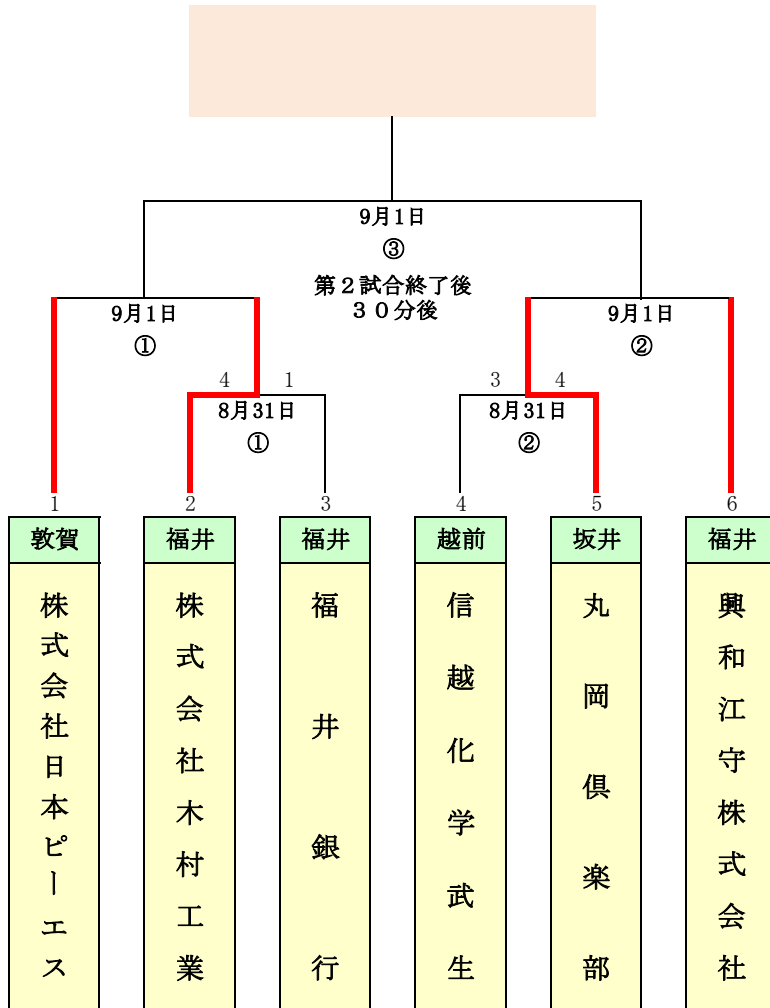 9月1日
③
第２試合終了後
３０分後
9月1日
①
9月1日
②
4 1
8月31日
①
3 4
8月31日
②
1 2 3 4 5 6
敦賀 福井 福井 越前 坂井 福井
株式会社日本ピーエス
株式会社木村工業
福井銀行
信越化学武生
丸岡倶楽部
興和江守株式会社